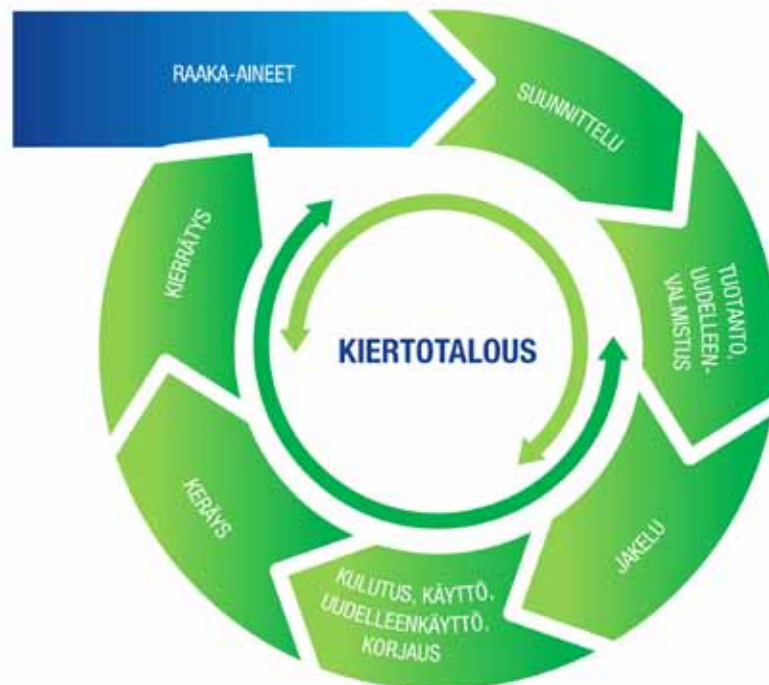 RAAKA-AINEET
SUUNNITTELU
TUOTANTO,
UUDELLEEN-
VALMISTUS
JAKELU
KULUTUS, KÄYTTÖ,
UUDELLEENKÄYTTÖ,
KORJAUS
KERÄYS
KIERRÄTYS
KIERTOTALOUS